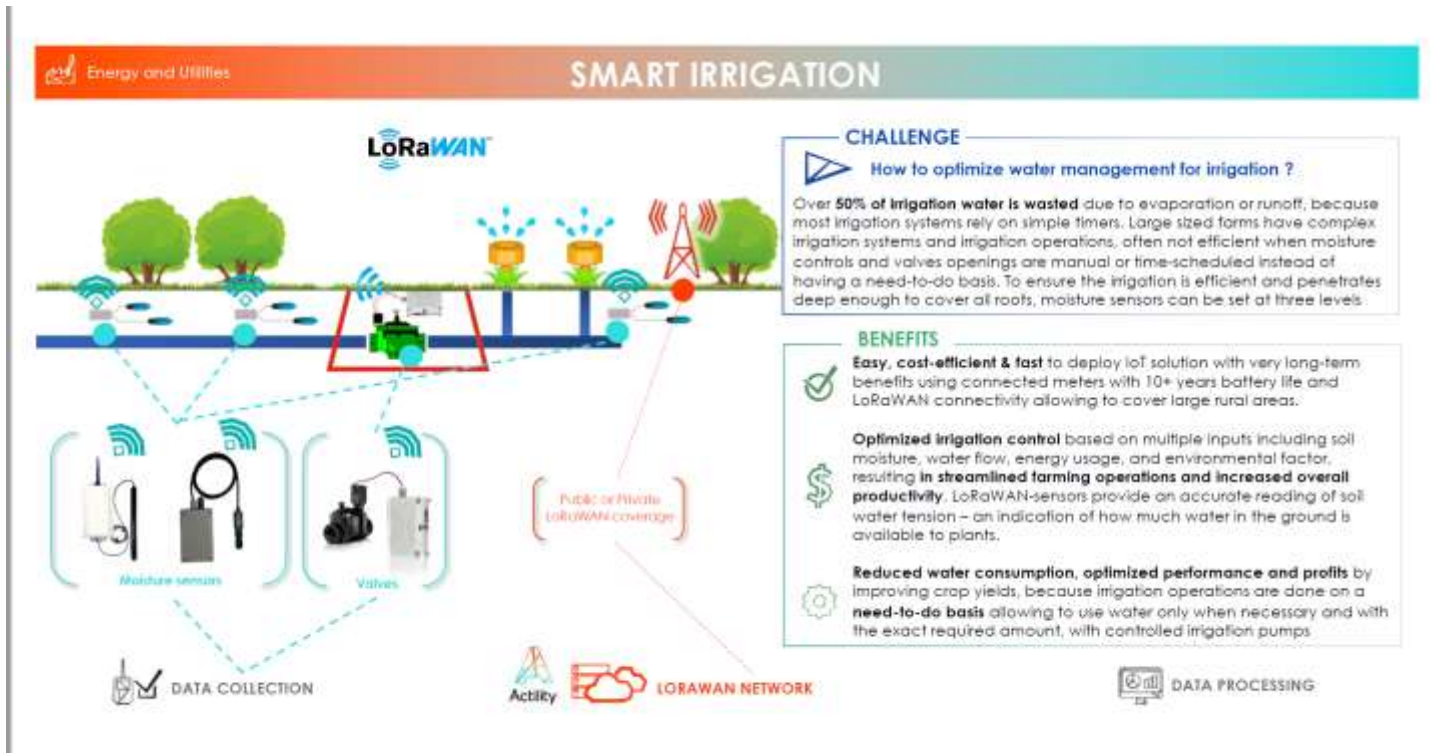 Energy and Utilities
SMART IRRIGATION
LoRaWAN™
CHALLENGE
How to optimize water management for irrigation ?
Over 50% of irrigation water is wasted due to evaporation or runoff, because
most irrigation systems rely on simple timers. Large sized farms have complex
irrigation systems and irrigation operations, often not efficient when moisture
controls and valves openings are manual or time-scheduled instead of
having a need-to-do basis. To ensure the irrigation is efficient and penetrates
deep enough to cover all roots, moisture sensors can be set at three levels
BENEFITS
Easy, cost-efficient & fast to deploy IoT solution with very long-term
benefits using connected meters with 10+ years battery life and
LoRaWAN connectivity allowing to cover large rural areas.
Optimized irrigation control based on multiple inputs including soil
moisture, water flow, energy usage, and environmental factor,
resulting in streamlined farming operations and increased overall
productivity. LoRaWAN-sensors provide an accurate reading of soil
water tension – an indication of how much water in the ground is
available to plants.
Reduced water consumption, optimized performance and profits by
improving crop yields, because irrigation operations are done on a
need-to-do basis allowing to use water only when necessary and with
the exact required amount, with controlled irrigation pumps
Moisture sensors
Valves
Public or Private
LoRaWAN coverage
DATA COLLECTION
Actility
LORAWAN NETWORK
DATA PROCESSING